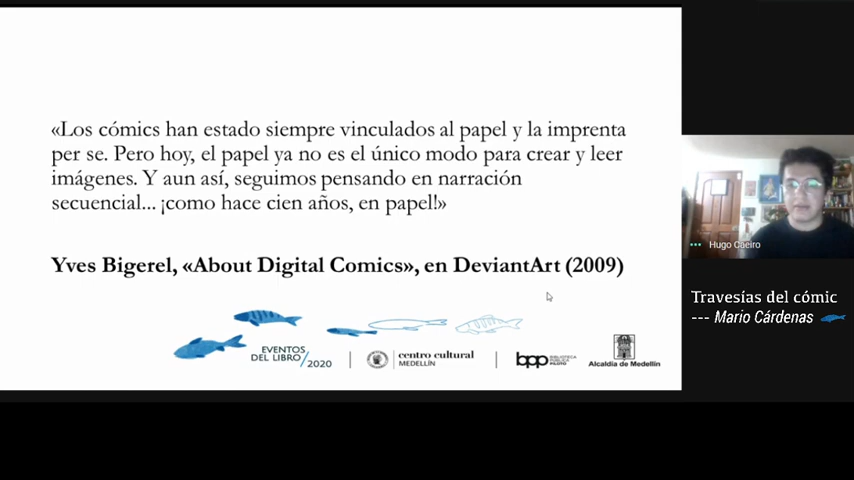 «Los cómics han estado siempre vinculados al papel y la imprenta
per se. Pero hoy, el papel ya no es el único modo para crear y leer
imágenes. Y aun así, seguimos pensando en narración
secuencial... ¡como hace cien años, en papel!»
Yves Bigerel, «About Digital Comics», en DeviantArt (2009)
EVENTOS
DEL LIBRO/2020
centro cultural
MEDELLÍN
bpp BIBLIOTECA
PÚBLICA
PILOTO
Alcaldía de Medellín
Hugo Caeiro
Travesías del cómic
--- Mario Cárdenas